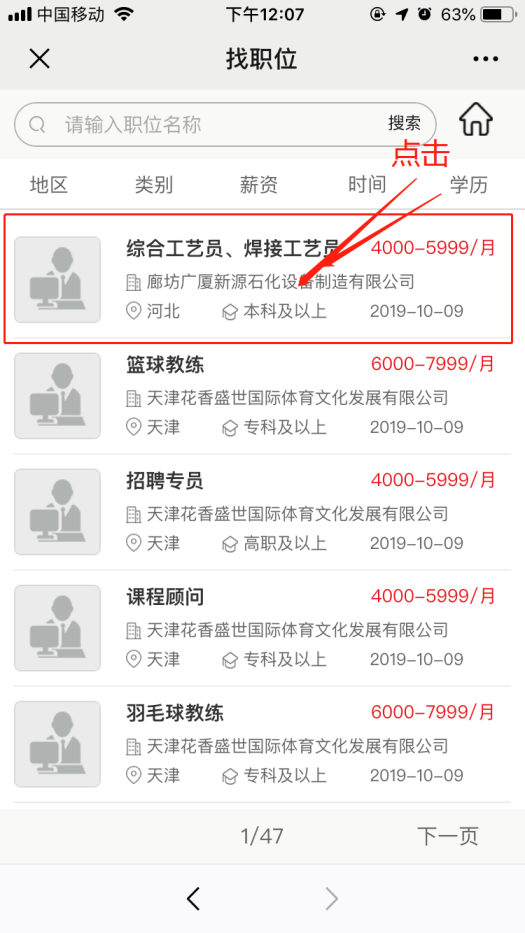 中国移动 下午12:07 63%
找职位
请输入职位名称 搜索
点击
地区 类别 薪资 时间 学历
综合工艺员、焊接工艺员 4000-5999/月
廊坊广厦新源石化设备制造有限公司
河北 本科及以上 2019-10-09
篮球教练 6000-7999/月
天津花香盛世国际体育文化发展有限公司
天津 专科及以上 2019-10-09
招聘专员 4000-5999/月
天津花香盛世国际体育文化发展有限公司
天津 高职及以上 2019-10-09
课程顾问 4000-5999/月
天津花香盛世国际体育文化发展有限公司
天津 专科及以上 2019-10-09
羽毛球教练 6000-7999/月
天津花香盛世国际体育文化发展有限公司
天津 专科及以上 2019-10-09
1/47 下一页